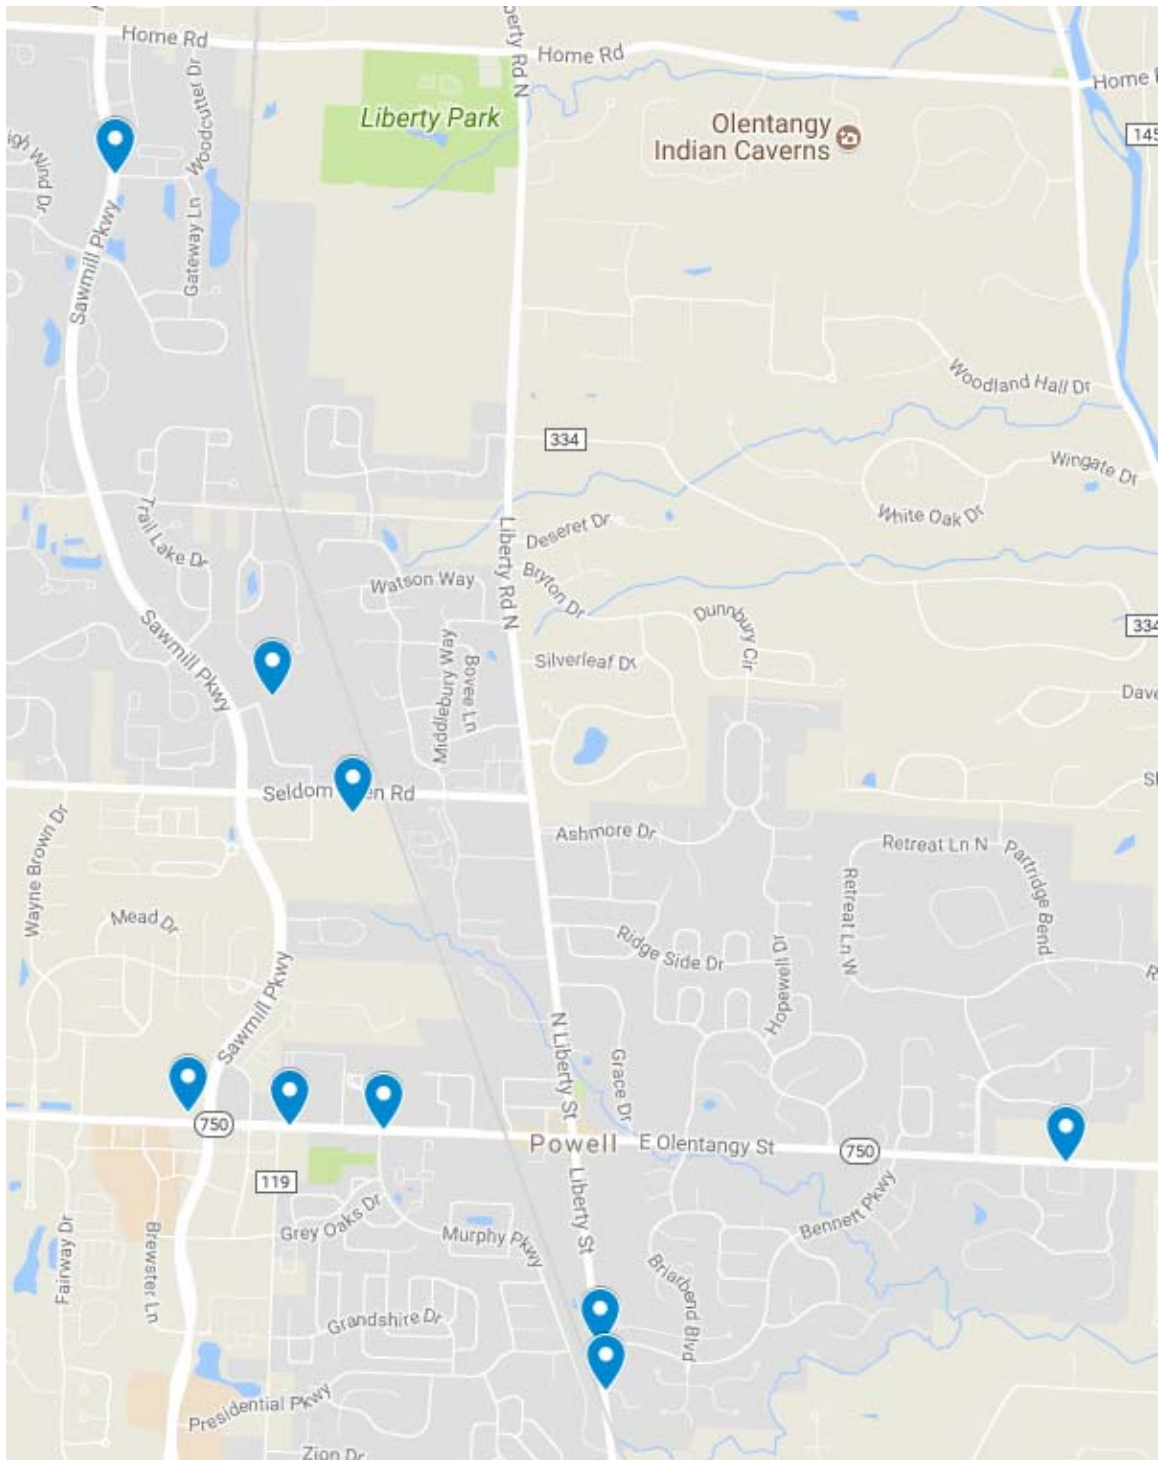 Home Rd
Liberty Rd N
Home Rd
Home
Woodcutter Dr
Liberty Park
Olentangy
Indian Caverns
145
Sawmill Pkwy
Gateway Ln
Woodland Hall Dr
334
Wingate Dr
White Oak Dr
Trail Lake Dr
Liberty Rd N
Deseret Dr
Watson Way
Bryton Dr
Dunnbury Cir
334
Sawmill Pkwy
Middlebury Way
Bovee Ln
Silverleaf Dr
Seldom
Rd
Wayne Brown Dr
Ashmore Dr
Retreat Ln N
Partridge Bend
Mead Dr
Retreat Ln W
Ridge Side Dr
Hopewell Dr
Sawmill Pkwy
N Liberty St
Grace Dr
750
Powell
E Olentangy St
750
119
Liberty St
Grey Oaks Dr
Murphy Pkwy
Bennett Pkwy
Fairway Dr
Brewster Ln
Briarbend Blvd
Grandshire Dr
Presidential Pkwy
Zion Dr